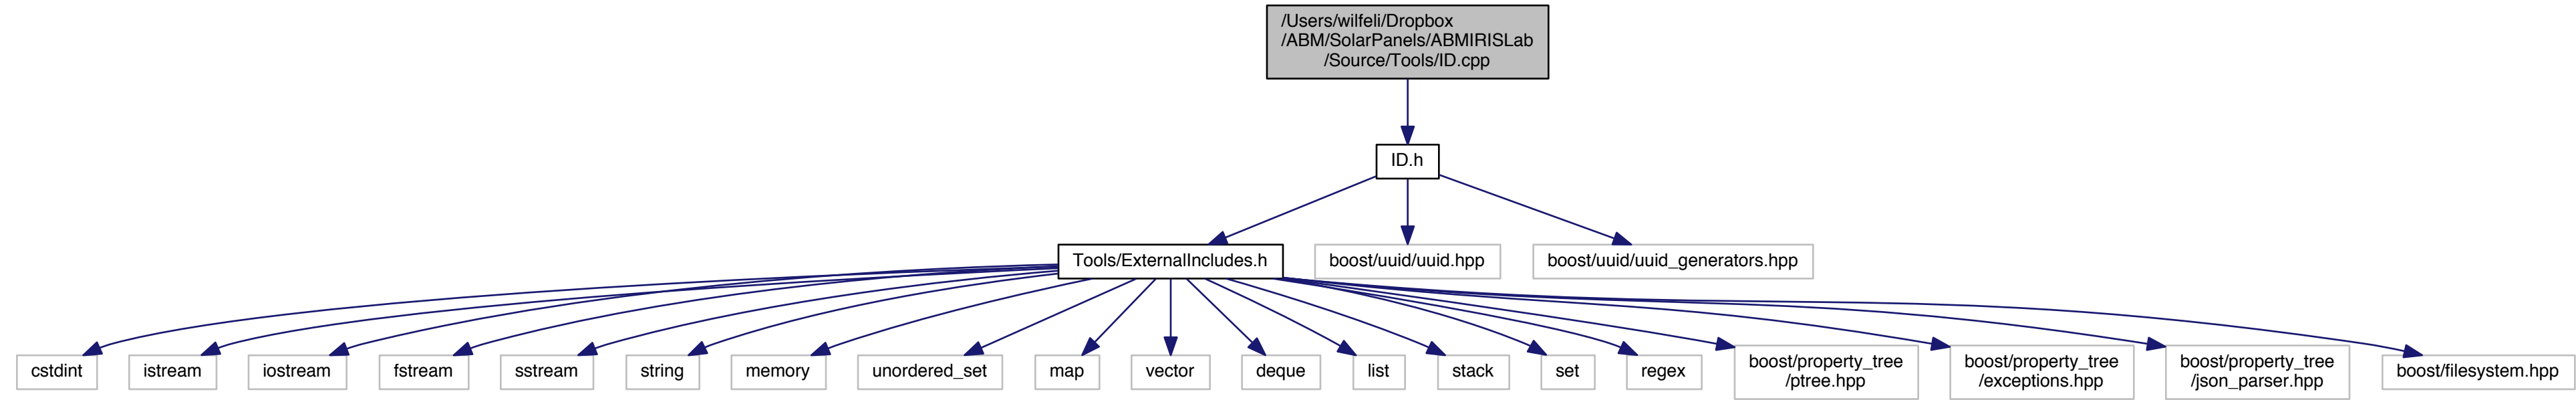 /Users/wilfeli/Dropbox
/ABM/SolarPanels/ABMIRISLab
/Source/Tools/ID.cpp
ID.h
Tools/ExternalIncludes.h
boost/uuid/uuid.hpp
boost/uuid/uuid_generators.hpp
cstdint
istream
iostream
fstream
sstream
string
memory
unordered_set
map
vector
deque
list
stack
set
regex
boost/property_tree
/ptree.hpp
boost/property_tree
/exceptions.hpp
boost/property_tree
/json_parser.hpp
boost/filesystem.hpp